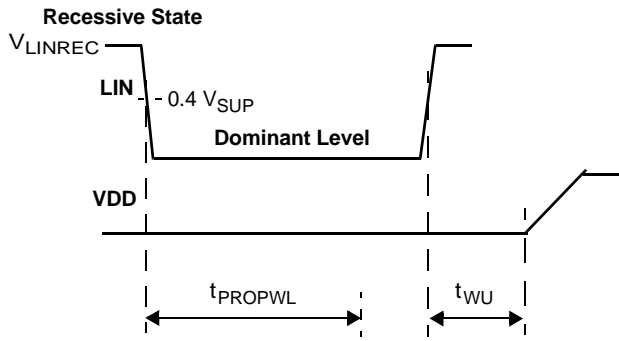 Recessive State
VLINREC
LIN
0.4 VSUP
Dominant Level
VDD
tPROPWL
tWU